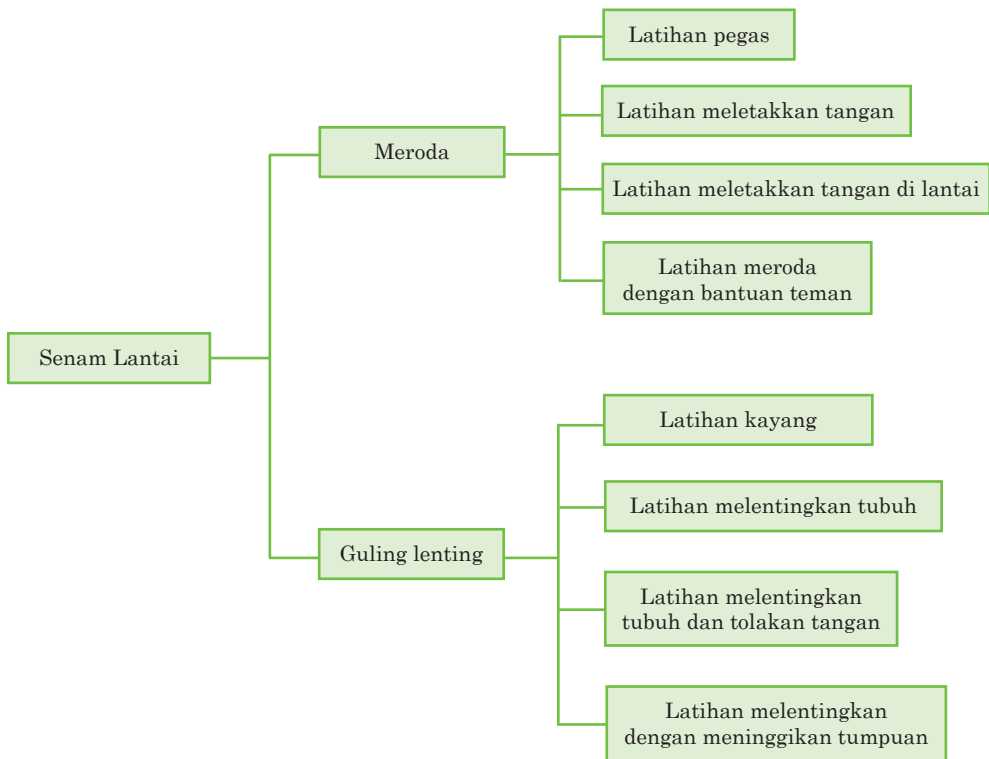 Senam Lantai
Meroda
Latihan pegas
Latihan meletakkan tangan
Latihan meletakkan tangan di lantai
Latihan meroda
dengan bantuan teman
Guling lenting
Latihan kayang
Latihan melentingkan tubuh
Latihan melentingkan
tubuh dan tolakan tangan
Latihan melentingkan
dengan meninggikan tumpuan